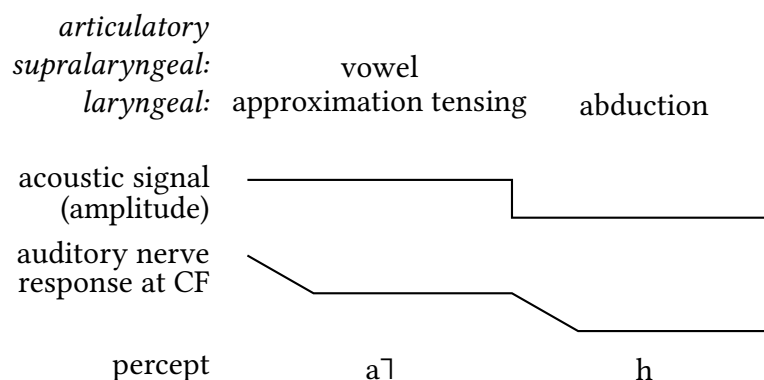 articulatory
supralaryngeal: vowel
laryngeal: approximation tensing abduction
acoustic signal
(amplitude)
auditory nerve
response at CF
percept a˥ h